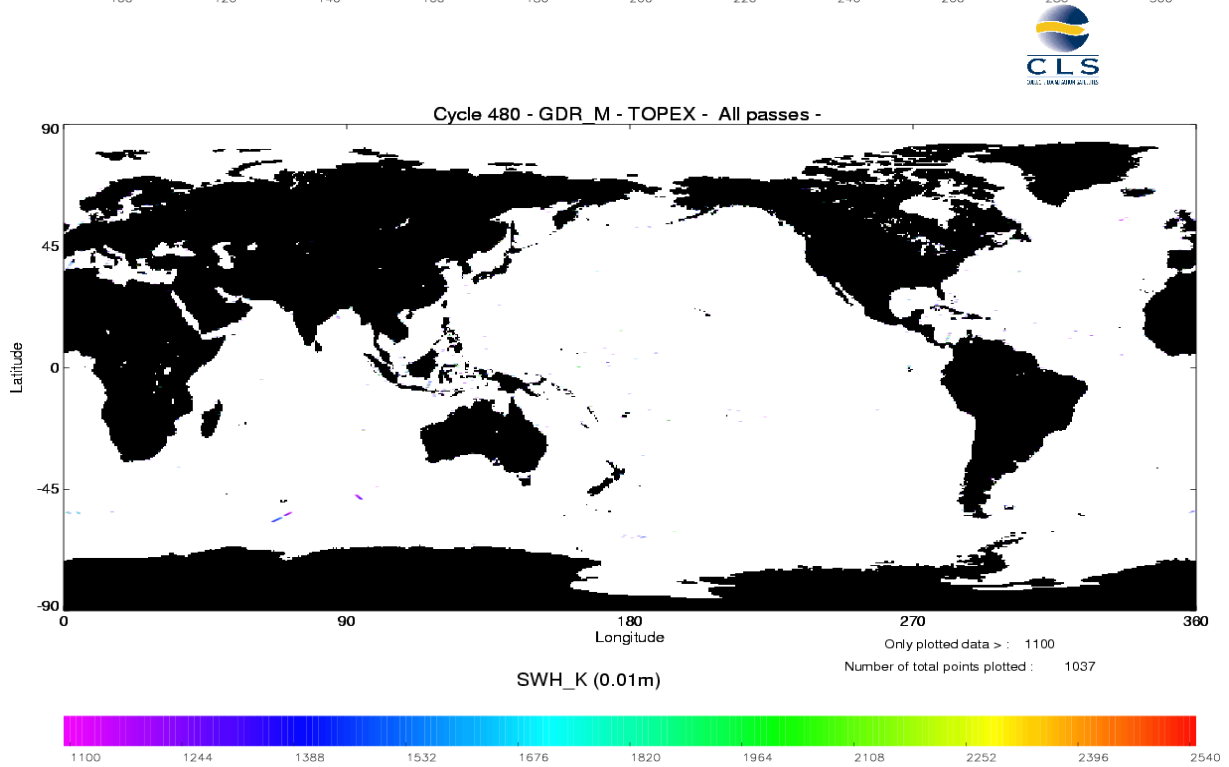 CLS
Cycle 480 - GDR_M - TOPEX - All passes -
90
45
Latitude
0
-45
-90
0 90 180 270 360
Longitude
Only plotted data > : 1100
Number of total points plotted : 1037
SWH_K (0.01m)
1100 1244 1388 1532 1676 1820 1964 2108 2252 2396 2540